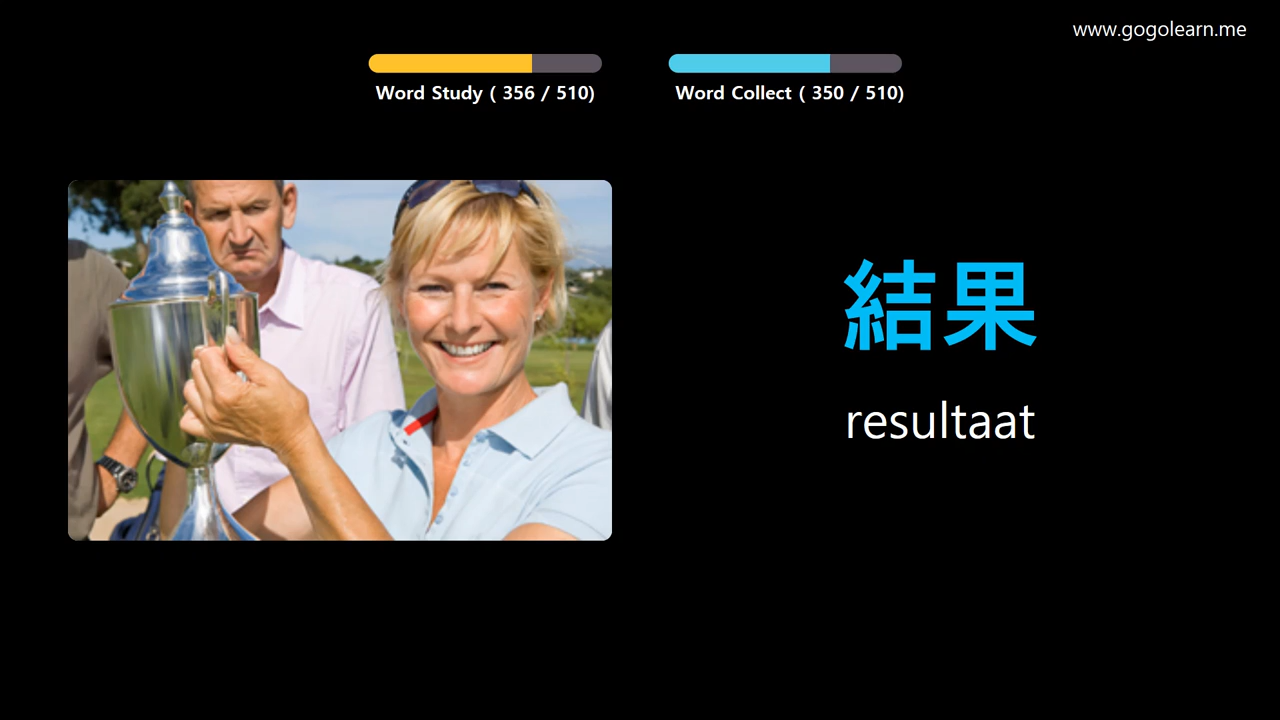 www.gogolearn.me
Word Study ( 356 / 510)
Word Collect ( 350 / 510)
結果
resultaat